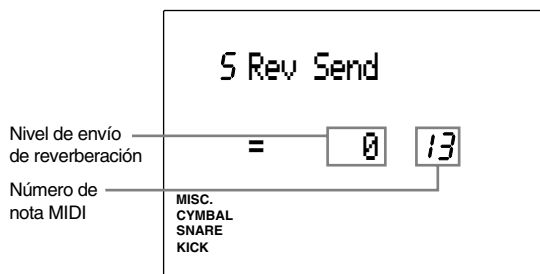 5 Rev Send
Nivel de envío
de reverberación
= 0 13
Número de
nota MIDI
MISC.
CYMBAL
SNARE
KICK